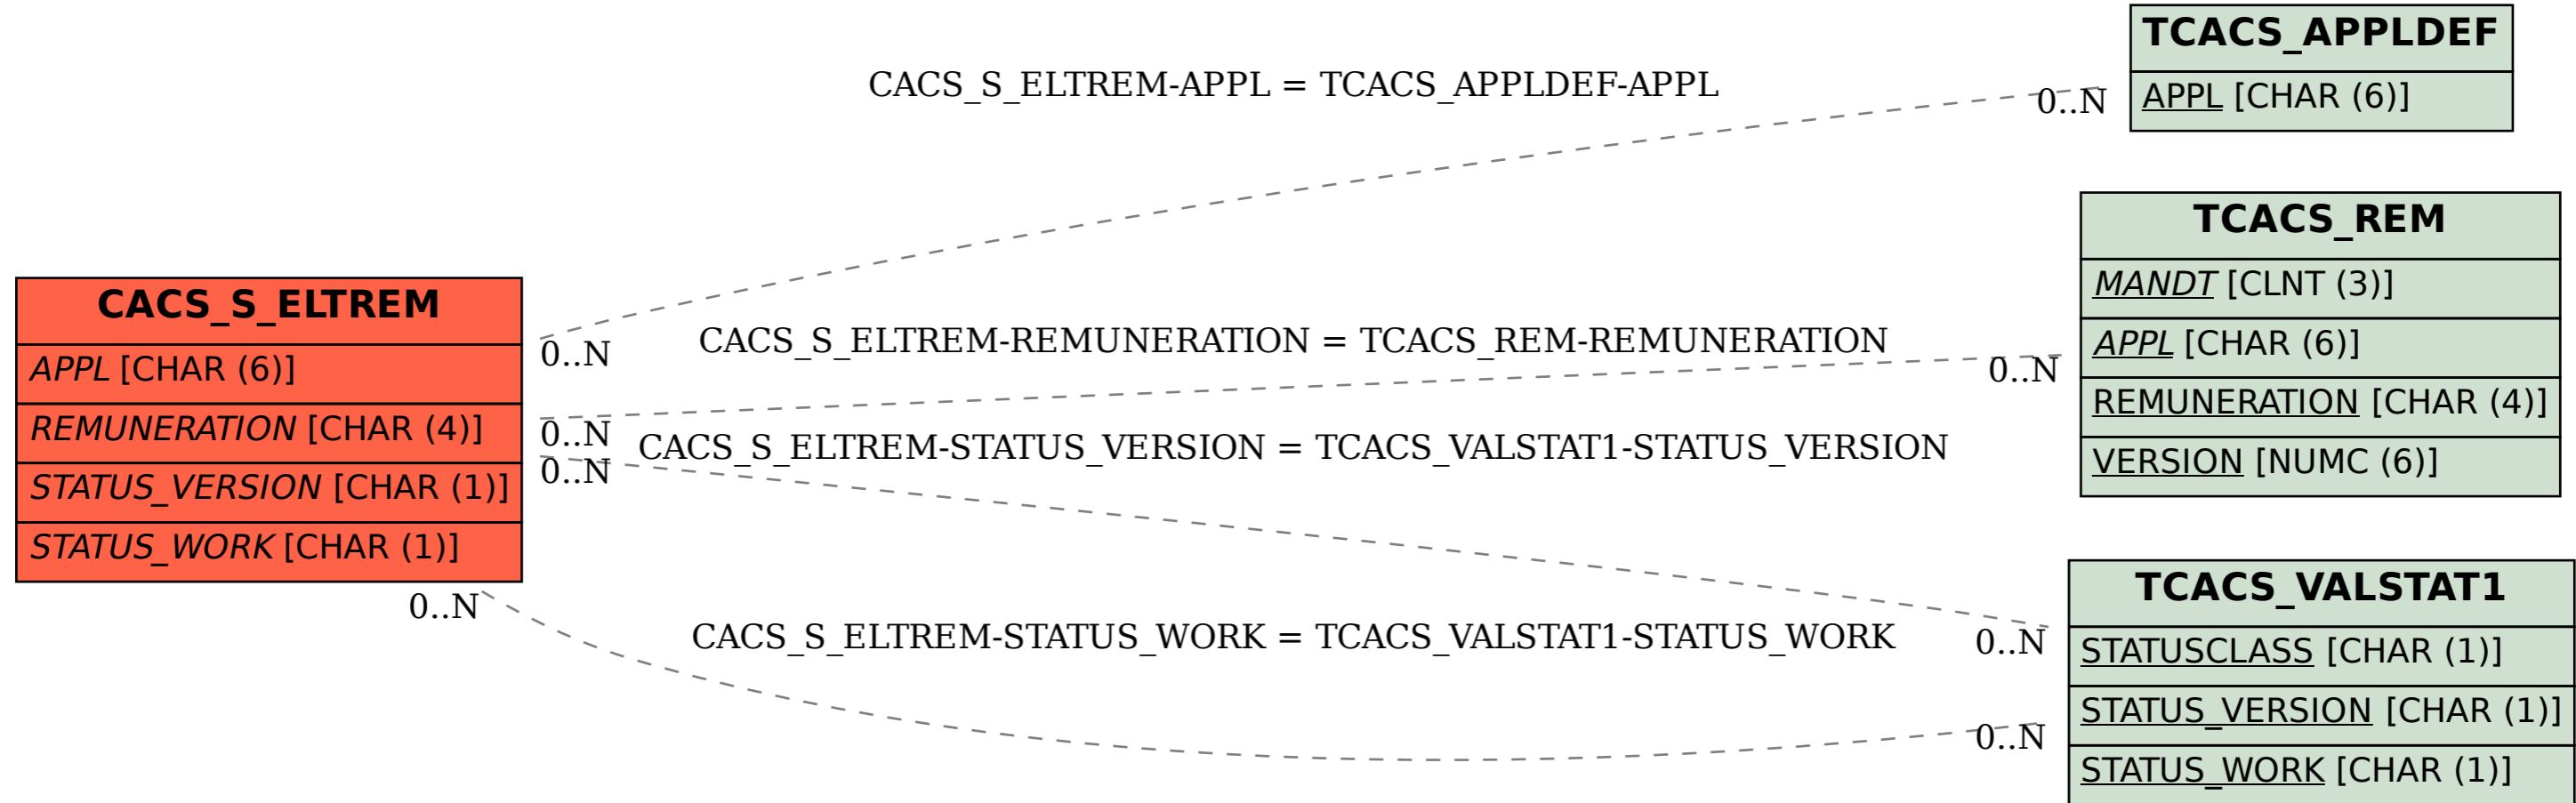 TCACS_APPLDEF
APPL [CHAR (6)]
CACS_S_ELTREM-APPL = TCACS_APPLDEF-APPL
0..N
TCACS_REM
MANDT [CLNT (3)]
APPL [CHAR (6)]
REMUNERATION [CHAR (4)]
VERSION [NUMC (6)]
CACS_S_ELTREM
APPL [CHAR (6)]
REMUNERATION [CHAR (4)]
STATUS_VERSION [CHAR (1)]
STATUS_WORK [CHAR (1)]
0..N
CACS_S_ELTREM-REMUNERATION = TCACS_REM-REMUNERATION
0..N
0..N
CACS_S_ELTREM-STATUS_VERSION = TCACS_VALSTAT1-STATUS_VERSION
0..N
0..N
CACS_S_ELTREM-STATUS_WORK = TCACS_VALSTAT1-STATUS_WORK
0..N
0..N
TCACS_VALSTAT1
STATUSCLASS [CHAR (1)]
STATUS_VERSION [CHAR (1)]
STATUS_WORK [CHAR (1)]